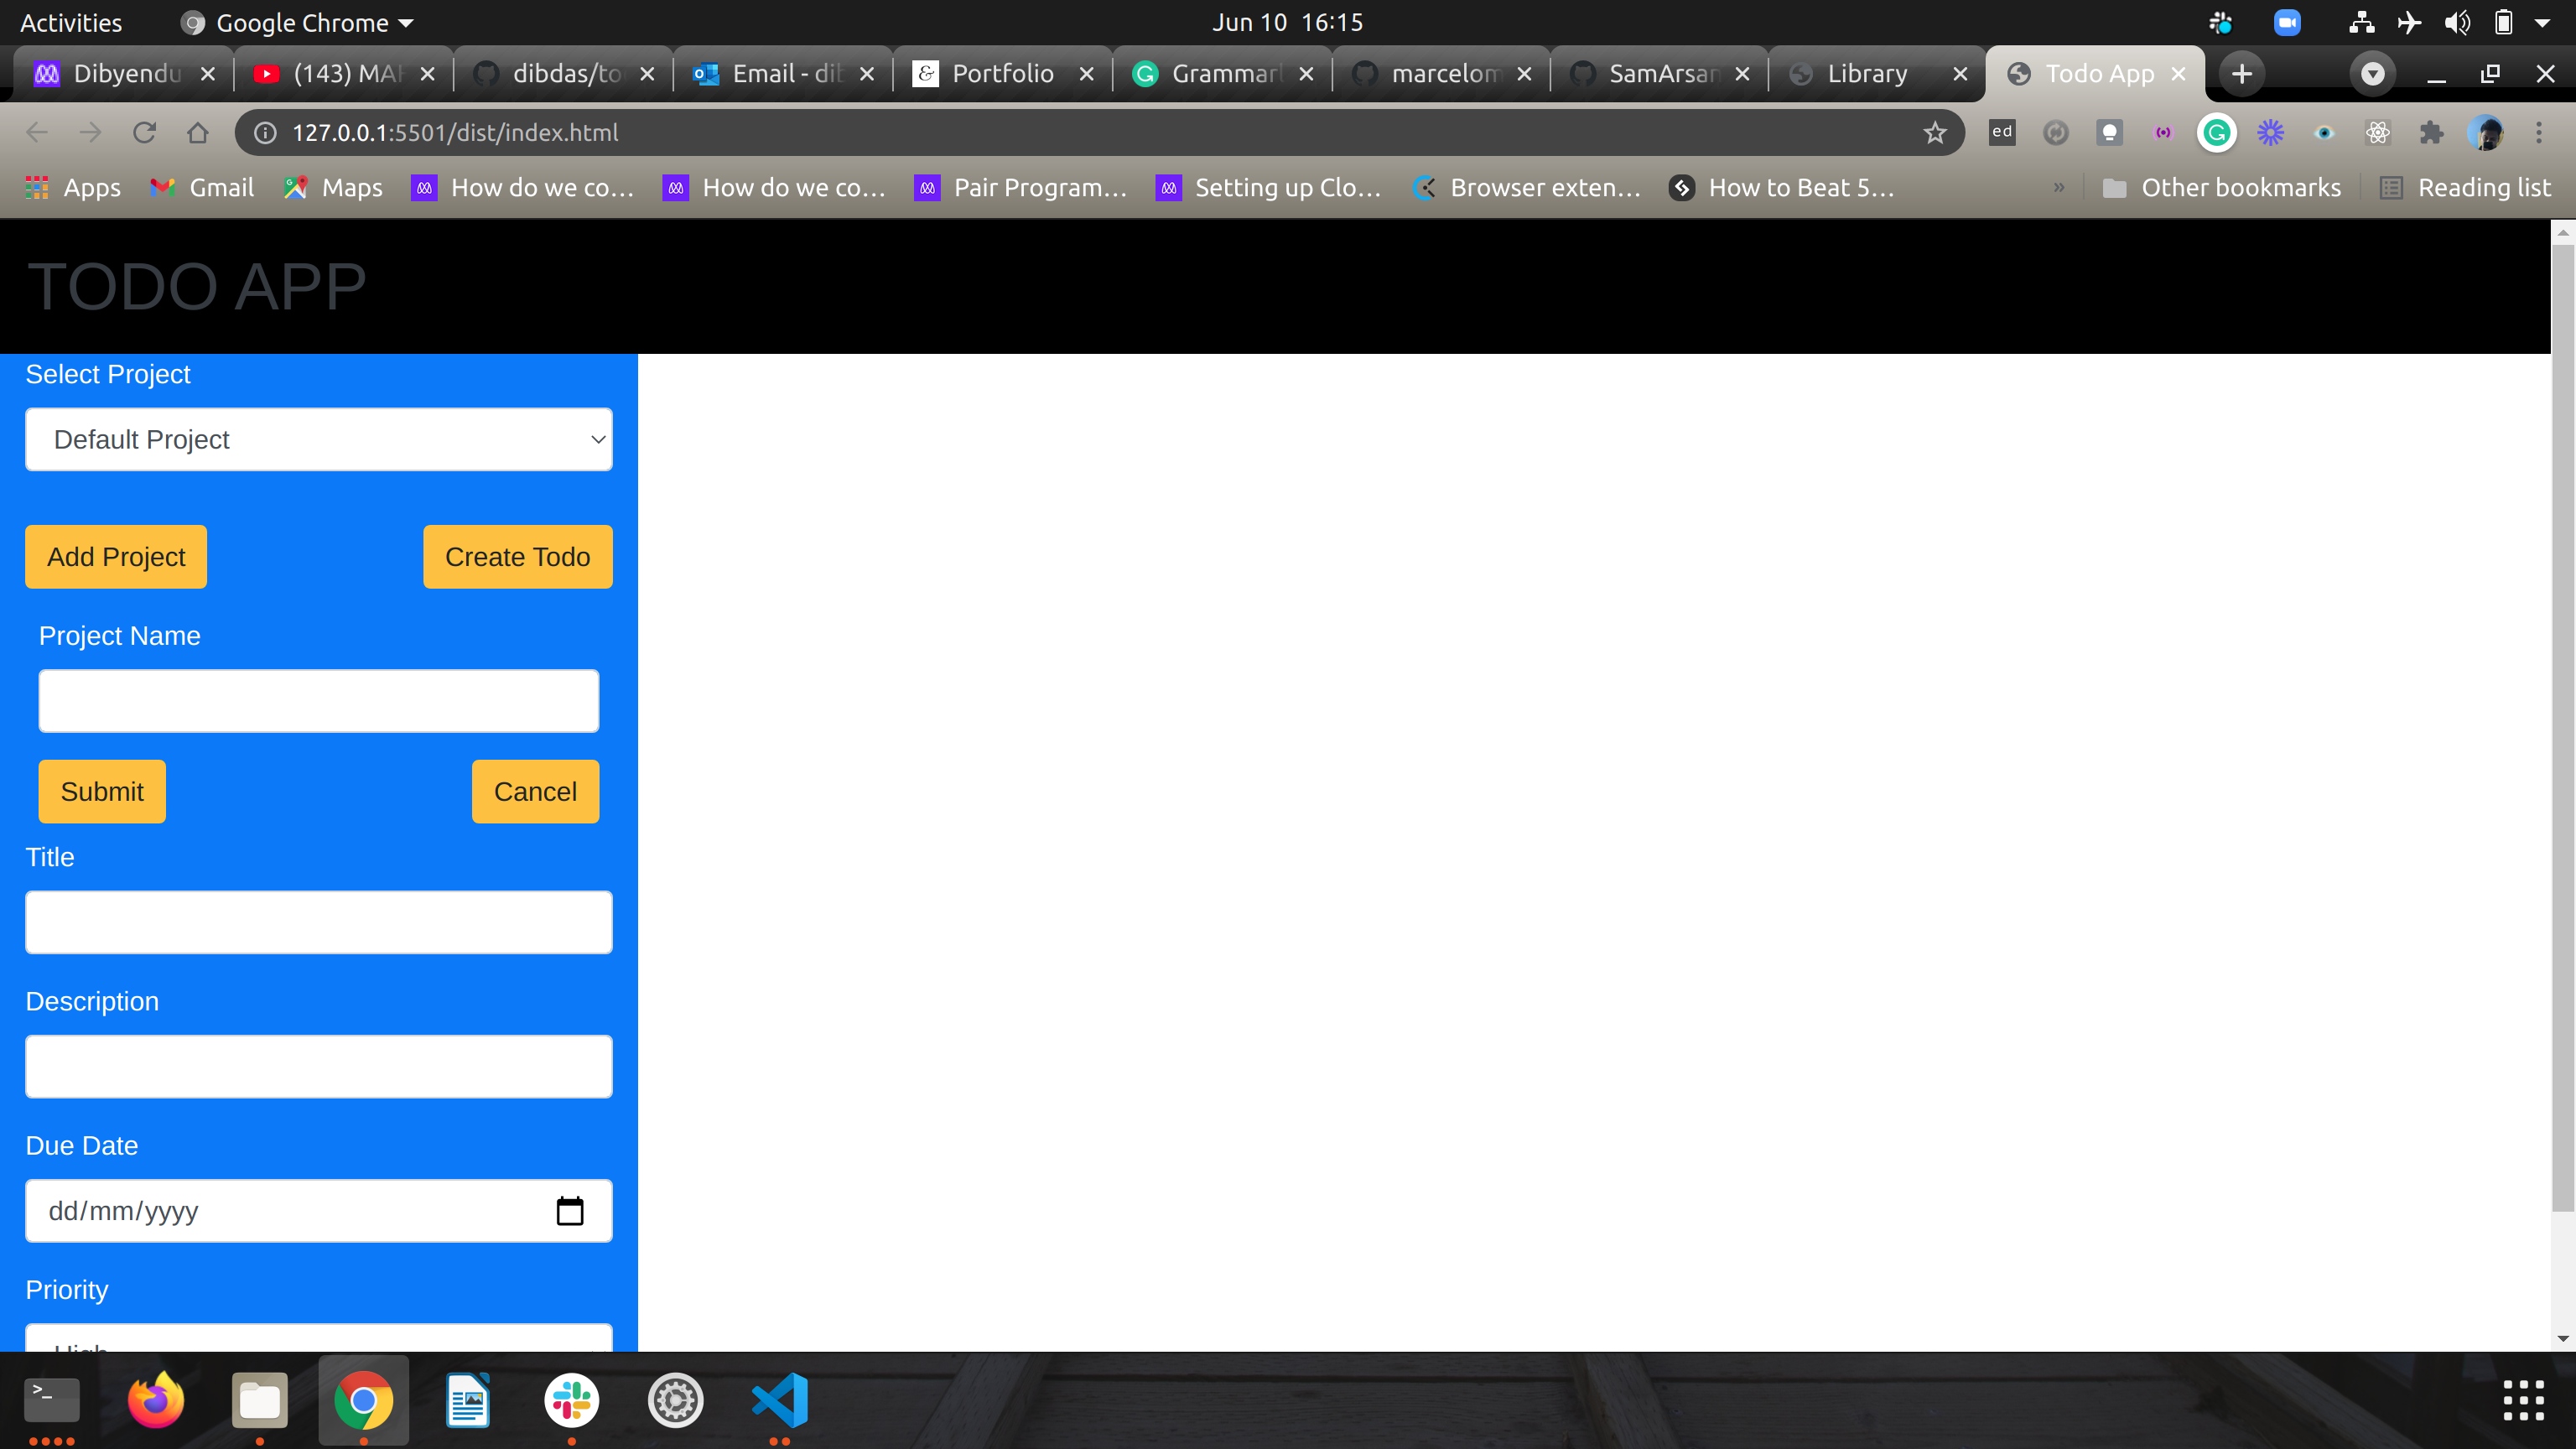 Activities Google Chrome Jun 10 16:15
Dibyendu (143) MAH dibdas/to Email - dib Portfolio Grammarl marcelom SamArsan Library Todo App
127.0.0.1:5501/dist/index.html ed
Apps Gmail Maps How do we co… How do we co… Pair Program… Setting up Clo… Browser exten… How to Beat 5… » Other bookmarks Reading list
TODO APP
Select Project
Default Project
Add Project Create Todo
Project Name
Submit Cancel
Title
Description
Due Date
dd/mm/yyyy
Priority
High